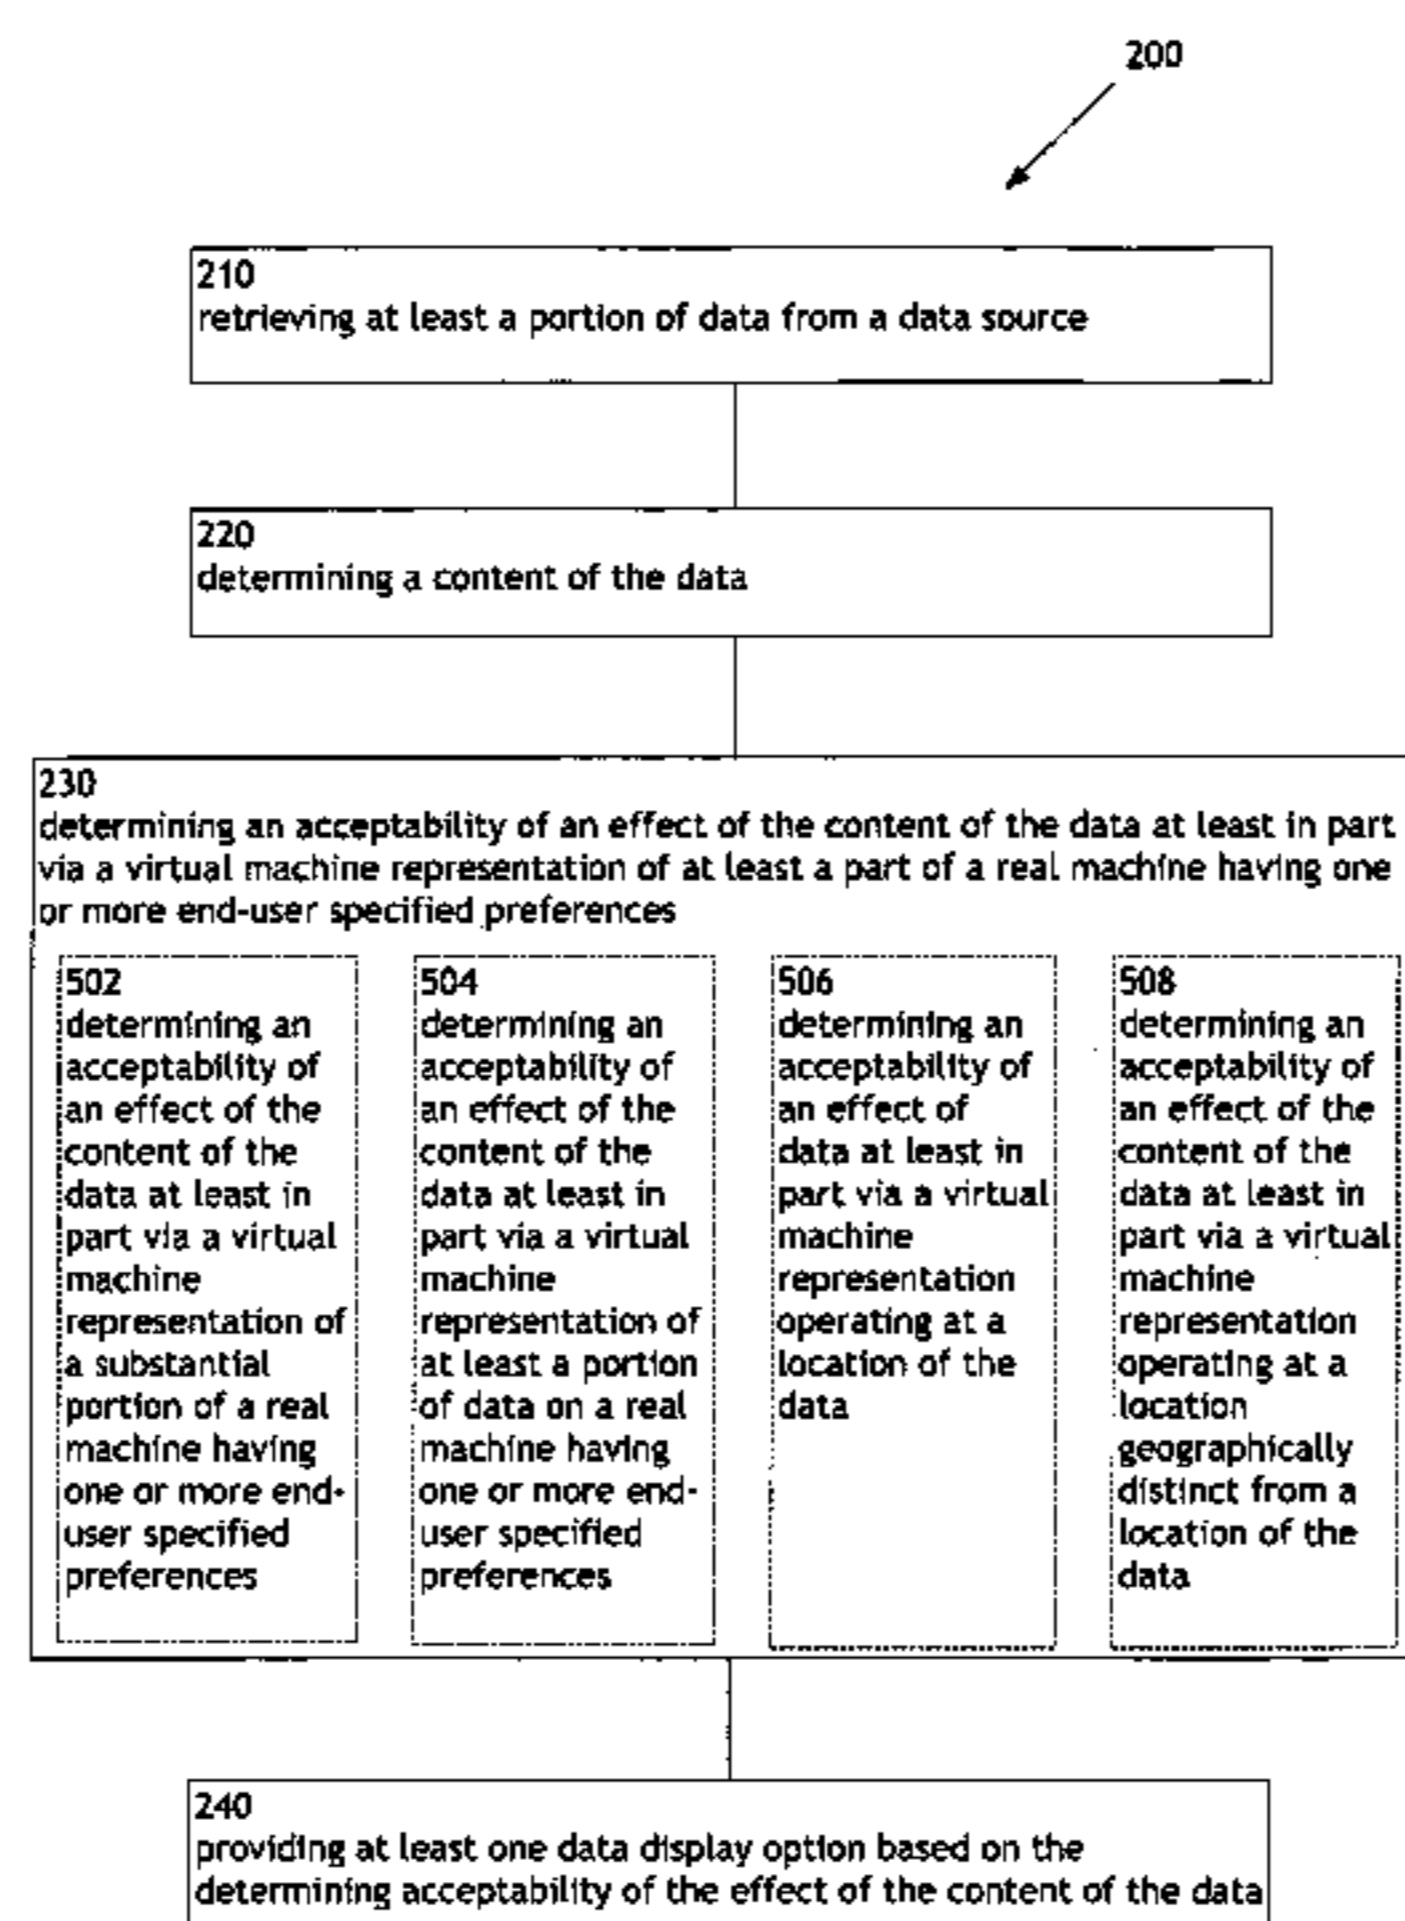 200
210
retrieving at least a portion of data from a data source
220
determining a content of the data
230
determining an acceptability of an effect of the content of the data at least in part
via a virtual machine representation of at least a part of a real machine having one
or more end-user specified preferences
502
determining an
acceptability of
an effect of the
content of the
data at least in
part via a virtual
machine
representation of
a substantial
portion of a real
machine having
one or more end-
user specified
preferences
504
determining an
acceptability of
an effect of the
content of the
data at least in
part via a virtual
machine
representation of
at least a portion
of data on a real
machine having
one or more end-
user specified
preferences
506
determining an
acceptability of
an effect of
data at least in
part via a virtual
machine
representation
operating at a
location of the
data
508
determining an
acceptability of
an effect of the
content of the
data at least in
part via a virtual
machine
representation
operating at a
location
geographically
distinct from a
location of the
data
240
providing at least one data display option based on the
determining acceptability of the effect of the content of the data